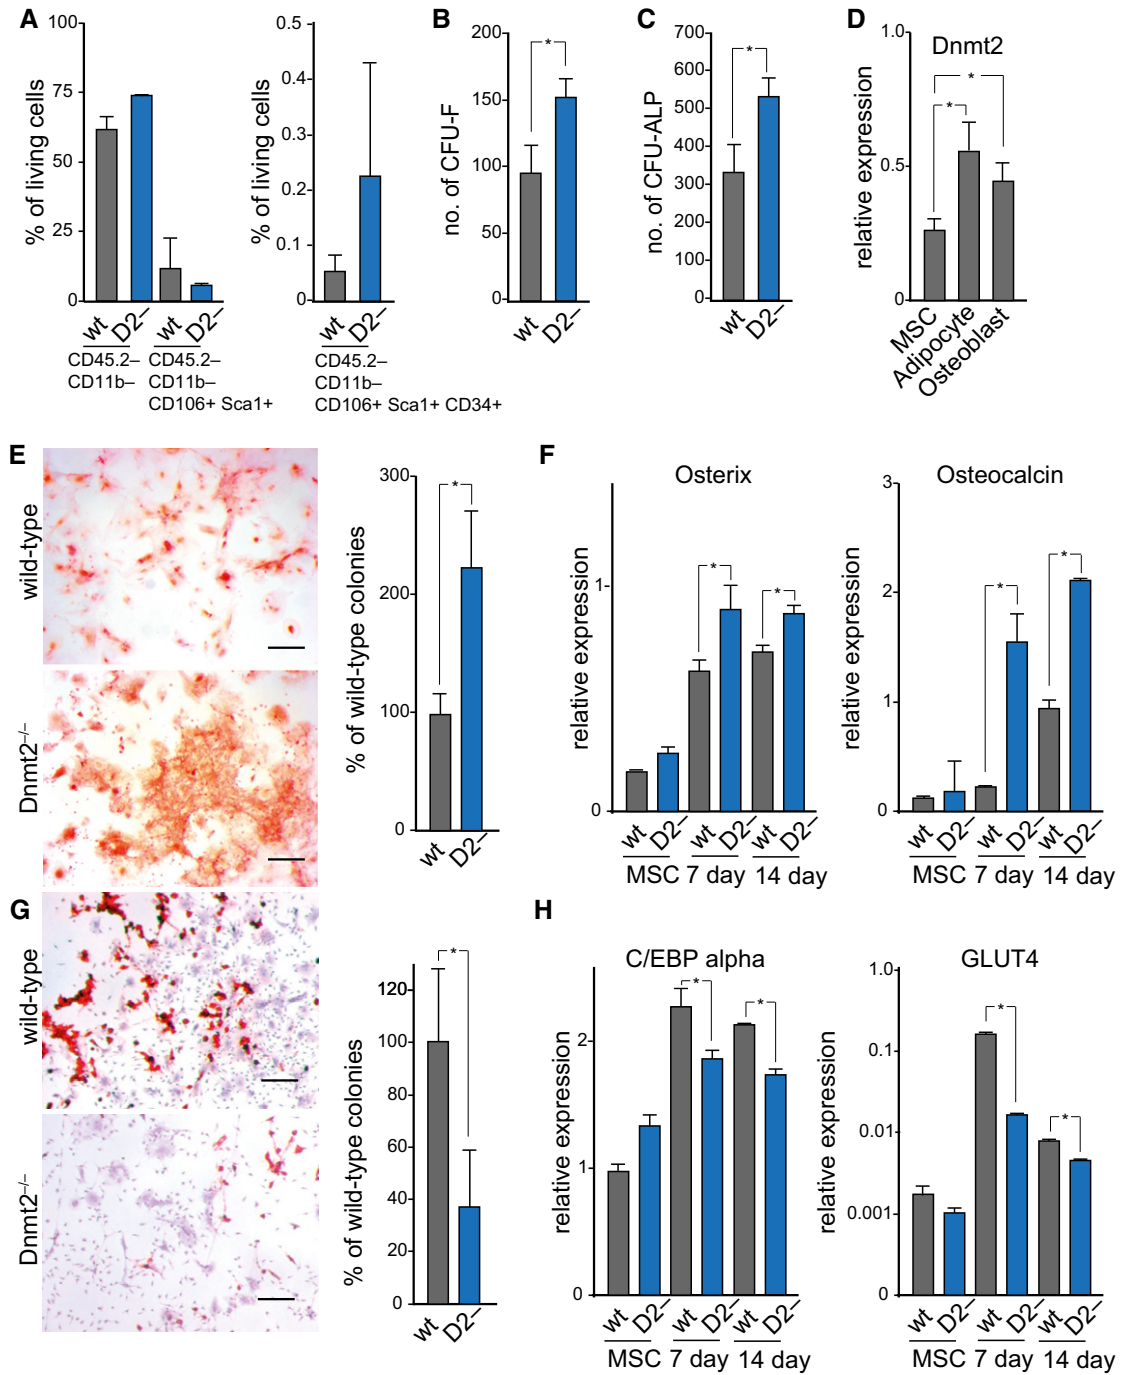 A
100
75
50
25
0
% of living cells
wt
D2–
wt
D2–
CD45.2–
CD11b–
CD45.2–
CD11b–
CD106+ Sca1+
0.5
0.4
0.3
0.2
0.1
0
% of living cells
wt
D2–
CD45.2–
CD11b–
CD106+ Sca1+ CD34+
B
200
150
100
50
0
no. of CFU-F
*
wt
D2–
C
700
600
500
400
300
200
100
0
no. of CFU-ALP
*
wt
D2–
D
Dnmt2
1.0
0.5
0
relative expression
*
*
MSC
Adipocyte
Osteoblast
E
wild-type
Dnmt2–/–
300
200
100
0
% of wild-type colonies
*
wt
D2–
F
Osterix
1
0
relative expression
*
*
wt
D2–
wt
D2–
wt
D2–
MSC 7 day 14 day
Osteocalcin
3
2
1
0
relative expression
*
*
wt
D2–
wt
D2–
wt
D2–
MSC 7 day 14 day
G
wild-type
Dnmt2–/–
120
100
80
60
40
20
0
% of wild-type colonies
*
wt
D2–
H
C/EBP alpha
2
1
0
relative expression
*
*
wt
D2–
wt
D2–
wt
D2–
MSC 7 day 14 day
GLUT4
1.0
0.1
0.01
0.001
0
relative expression
*
*
wt
D2–
wt
D2–
wt
D2–
MSC 7 day 14 day